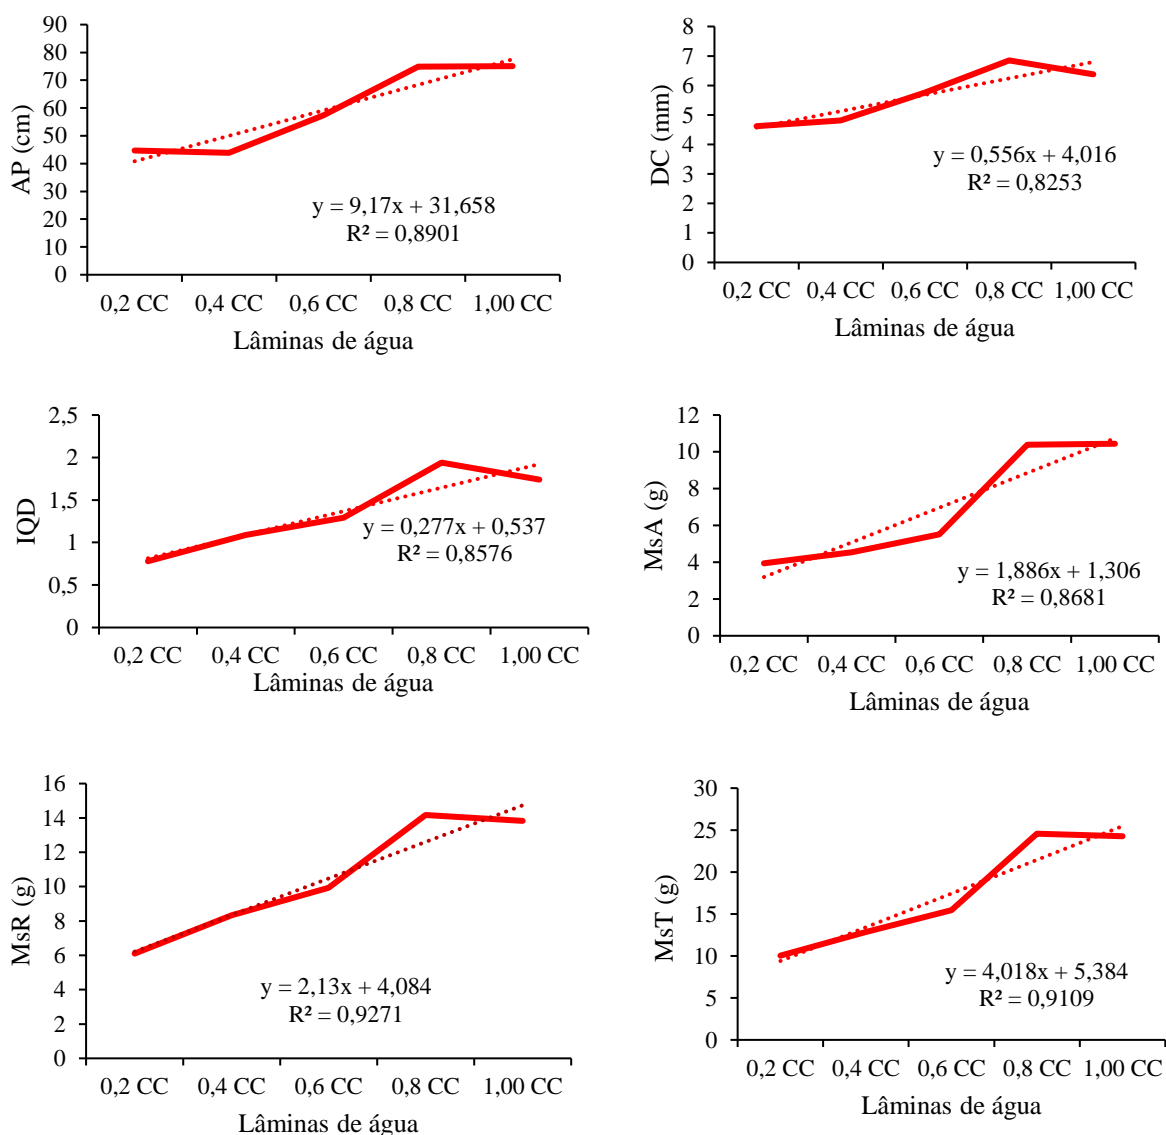 AP (cm)
90
80
70
60
50
40
30
20
10
0
y = 9,17x + 31,658
R² = 0,8901
0,2 CC 0,4 CC 0,6 CC 0,8 CC 1,00 CC
Lâminas de água
DC (mm)
8
7
6
5
4
3
2
1
0
y = 0,556x + 4,016
R² = 0,8253
0,2 CC 0,4 CC 0,6 CC 0,8 CC 1,00 CC
Lâminas de água
IQD
2,5
2
1,5
1
0,5
0
y = 0,277x + 0,537
R² = 0,8576
0,2 CC 0,4 CC 0,6 CC 0,8 CC 1,00 CC
Lâminas de água
MsA (g)
12
10
8
6
4
2
0
y = 1,886x + 1,306
R² = 0,8681
0,2 CC 0,4 CC 0,6 CC 0,8 CC 1,00 CC
Lâminas de água
MsR (g)
16
14
12
10
8
6
4
2
0
y = 2,13x + 4,084
R² = 0,9271
0,2 CC 0,4 CC 0,6 CC 0,8 CC 1,00 CC
Lâminas de água
MsT (g)
30
25
20
15
10
5
0
y = 4,018x + 5,384
R² = 0,9109
0,2 CC 0,4 CC 0,6 CC 0,8 CC 1,00 CC
Lâminas de água